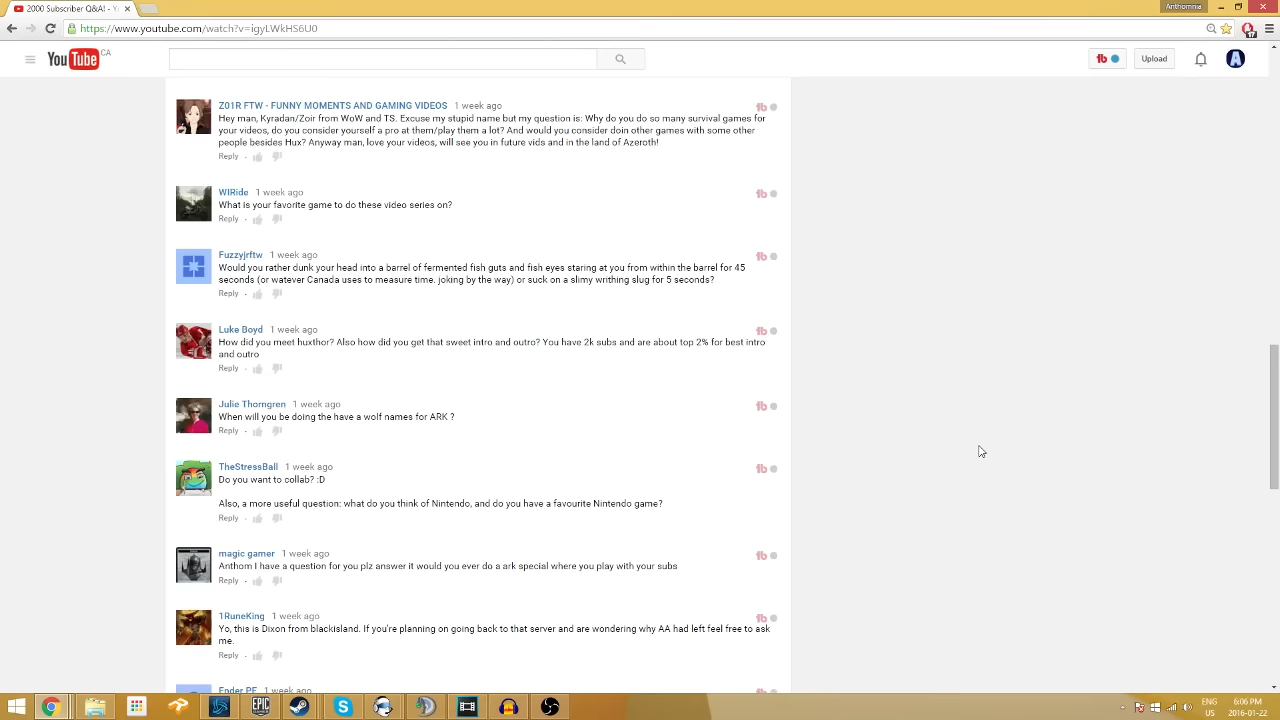 2000 Subscriber Q&A! - Y
Anthomnia
https://www.youtube.com/watch?v=igyLWkHS6U0
YouTube CA
Upload
Z01R FTW - FUNNY MOMENTS AND GAMING VIDEOS 1 week ago
Hey man, Kyradan/Zoir from WoW and TS. Excuse my stupid name but my question is: Why do you do so many survival games for
your videos, do you consider yourself a pro at them/play them a lot? And would you consider doin other games with some other
people besides Hux? Anyway man, love your videos, will see you in future vids and in the land of Azeroth!
Reply
WIRide 1 week ago
What is your favorite game to do these video series on?
Reply
Fuzzyjrftw 1 week ago
Would you rather dunk your head into a barrel of fermented fish guts and fish eyes staring at you from within the barrel for 45
seconds (or watever Canada uses to measure time. joking by the way) or suck on a slimy writhing slug for 5 seconds?
Reply
Luke Boyd 1 week ago
How did you meet huxthor? Also how did you get that sweet intro and outro? You have 2k subs and are about top 2% for best intro
and outro
Reply
Julie Thorngren 1 week ago
When will you be doing the have a wolf names for ARK ?
Reply
TheStressBall 1 week ago
Do you want to collab? :D
Also, a more useful question: what do you think of Nintendo, and do you have a favourite Nintendo game?
Reply
magic gamer 1 week ago
Anthom I have a question for you plz answer it would you ever do a ark special where you play with your subs
Reply
1RuneKing 1 week ago
Yo, this is Dixon from blackisland. If you're planning on going back to that server and are wondering why AA had left feel free to ask
me.
Reply
Ender PE 1 week ago
EPIC GAMES
ENG 6:06 PM
US 2016-01-22